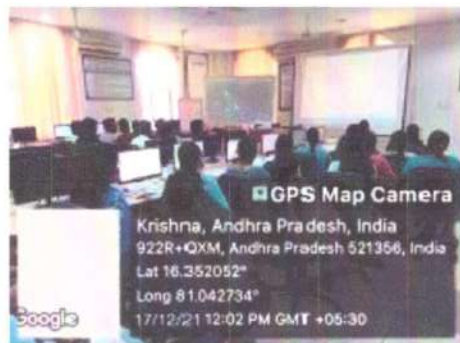 GPS Map Camera
Krishna, Andhra Pradesh, India
922R+QXM, Andhra Pradesh 521356, India
Lat 16.352052°
Long 81.042734°
17/12/21 12:02 PM GMT +05:30
Google